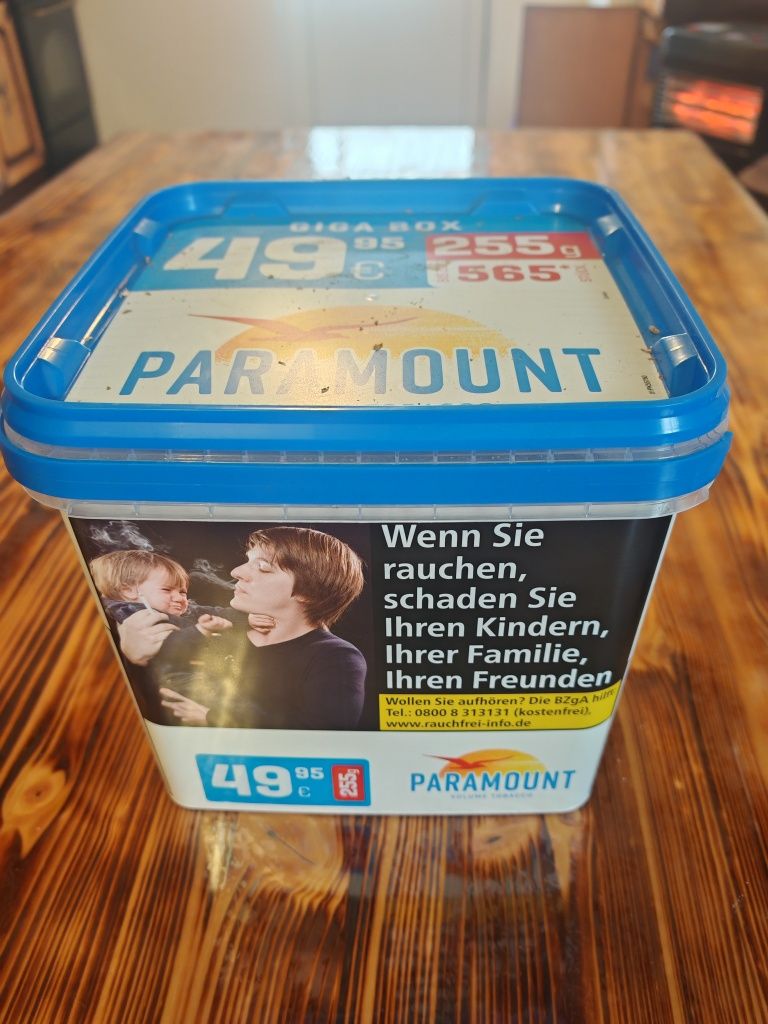 GIGA BOX
49 95 €
255 g
565*
PARAMOUNT
Wenn Sie
rauchen,
schaden Sie
Ihren Kindern,
Ihrer Familie,
Ihren Freunden
Wollen Sie aufhören? Die BZgA hilft
Tel.: 0800 8 313131 (kostenfrei),
www.rauchfrei-info.de
49 95 €
255g
PARAMOUNT
VOLUME TOBACCO